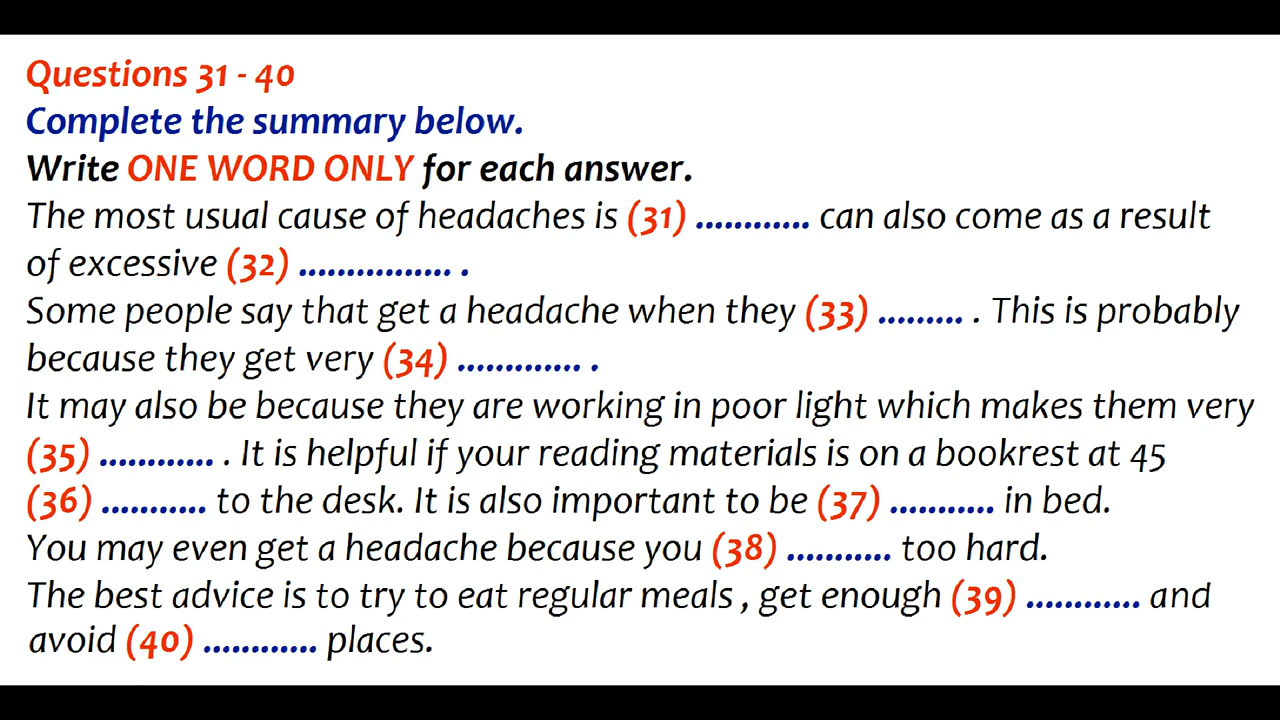 Questions 31 - 40
Complete the summary below.
Write ONE WORD ONLY for each answer.
The most usual cause of headaches is (31) ............ can also come as a result
of excessive (32) ................ .
Some people say that get a headache when they (33) ......... . This is probably
because they get very (34) ............. .
It may also be because they are working in poor light which makes them very
(35) ............ . It is helpful if your reading materials is on a bookrest at 45
(36) ........... to the desk. It is also important to be (37) ........... in bed.
You may even get a headache because you (38) ........... too hard.
The best advice is to try to eat regular meals , get enough (39) ............ and
avoid (40) ............ places.